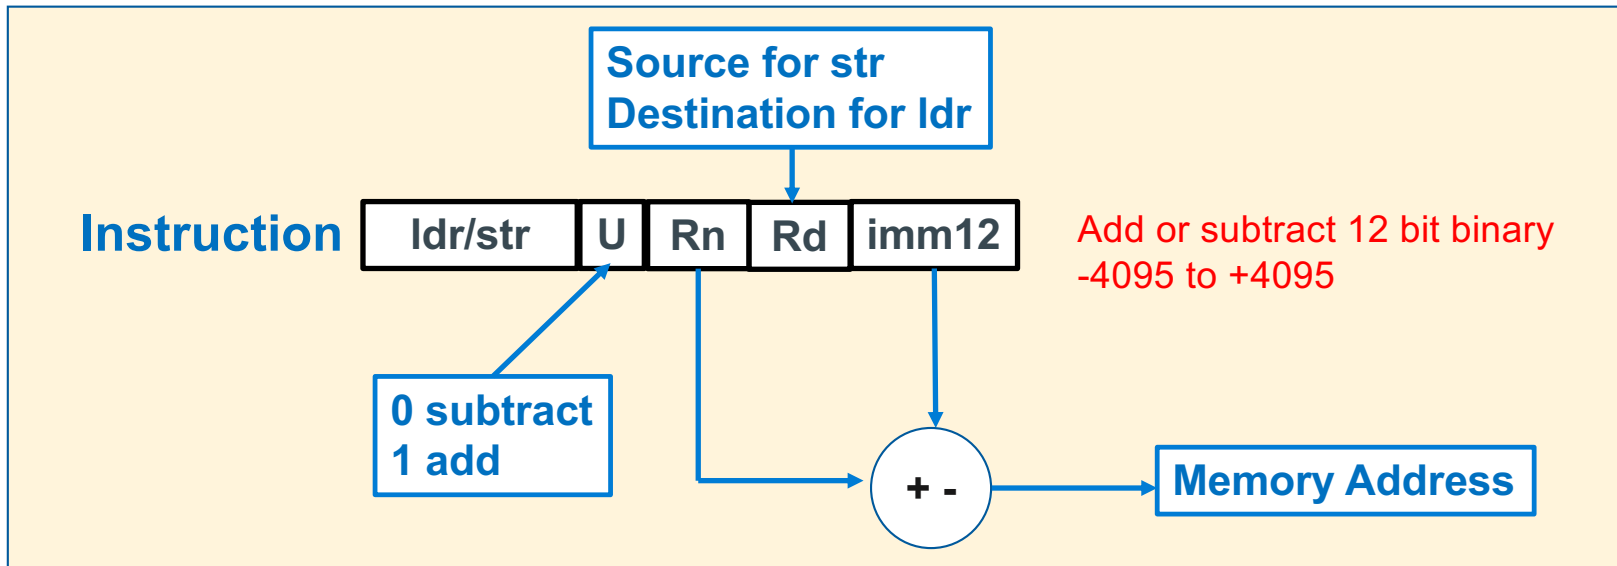 Source for str
Destination for ldr
Instruction
ldr/str
U
Rn
Rd
imm12
Add or subtract 12 bit binary
-4095 to +4095
0 subtract
1 add
+ -
Memory Address